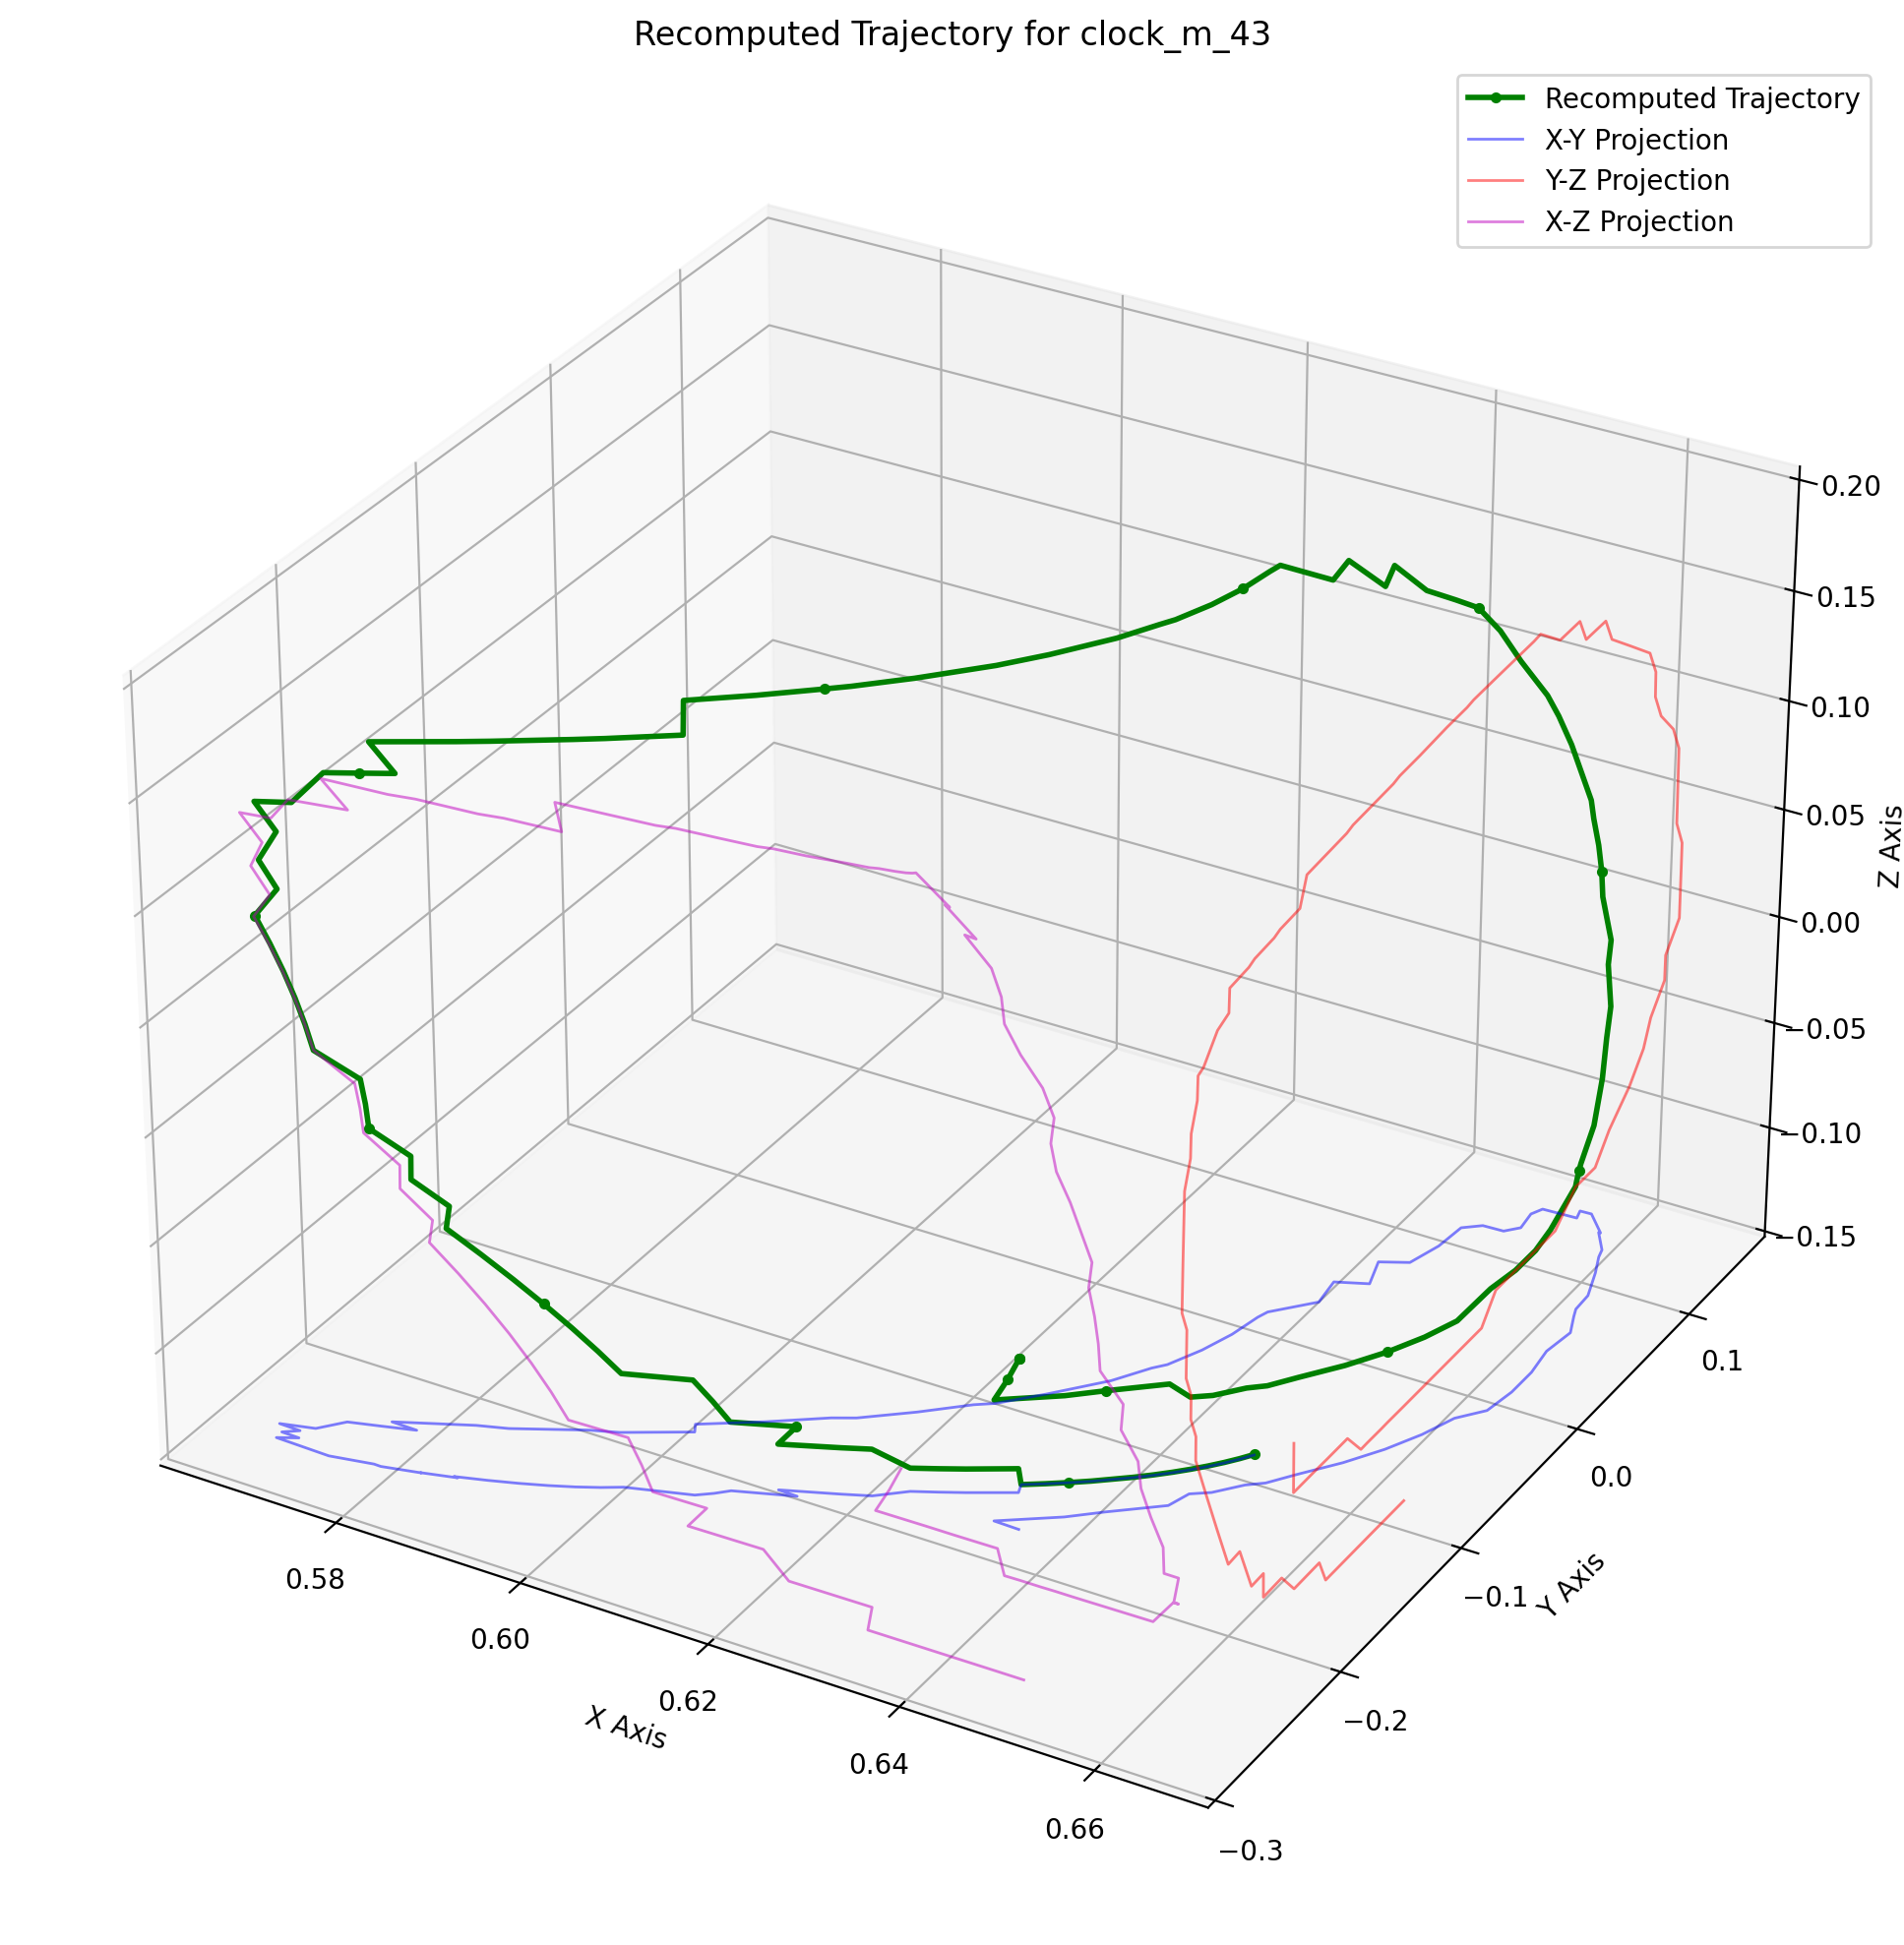 Recomputed Trajectory for clock_m_43
Recomputed Trajectory
X-Y Projection
Y-Z Projection
X-Z Projection
0.20
0.15
0.10
0.05
0.00
−0.05
−0.10
−0.15
Z Axis
0.1
0.0
−0.1
−0.2
−0.3
Y Axis
0.58
0.60
0.62
0.64
0.66
X Axis